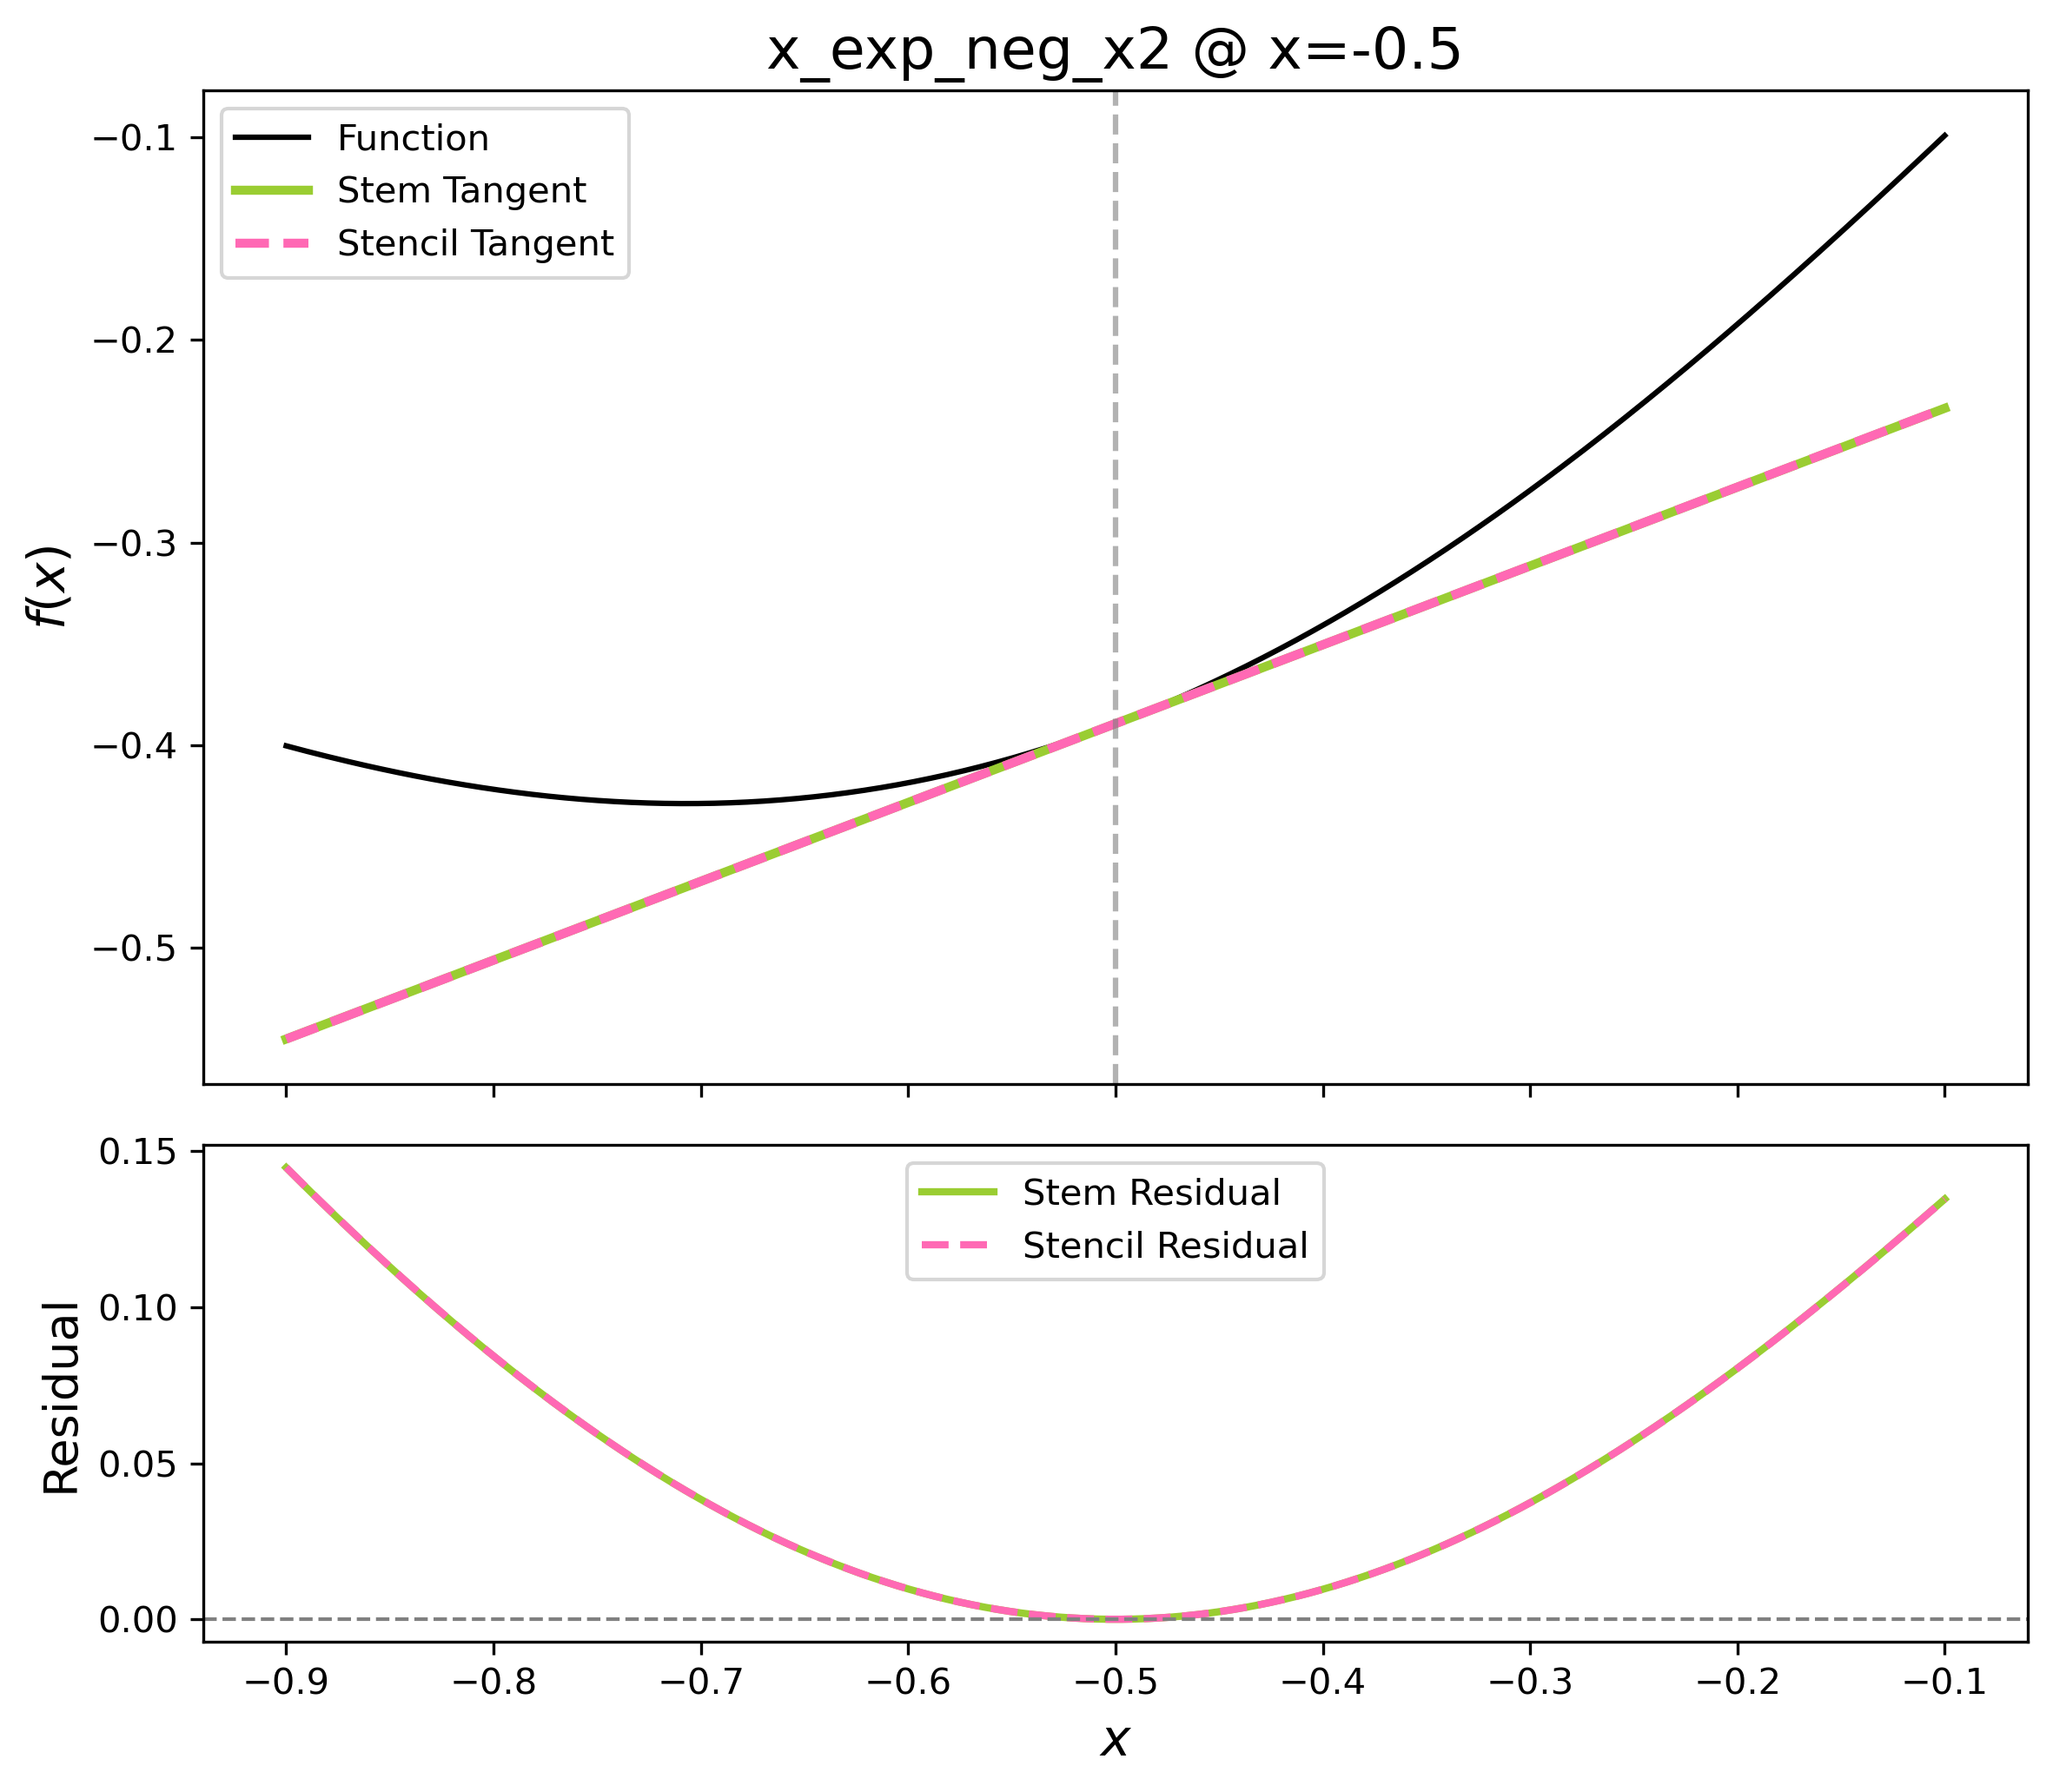 x_exp_neg_x2 @ x=-0.5
Function
Stem Tangent
Stencil Tangent
f(x)
−0.1
−0.2
−0.3
−0.4
−0.5
Stem Residual
Stencil Residual
Residual
0.15
0.10
0.05
0.00
−0.9 −0.8 −0.7 −0.6 −0.5 −0.4 −0.3 −0.2 −0.1
x